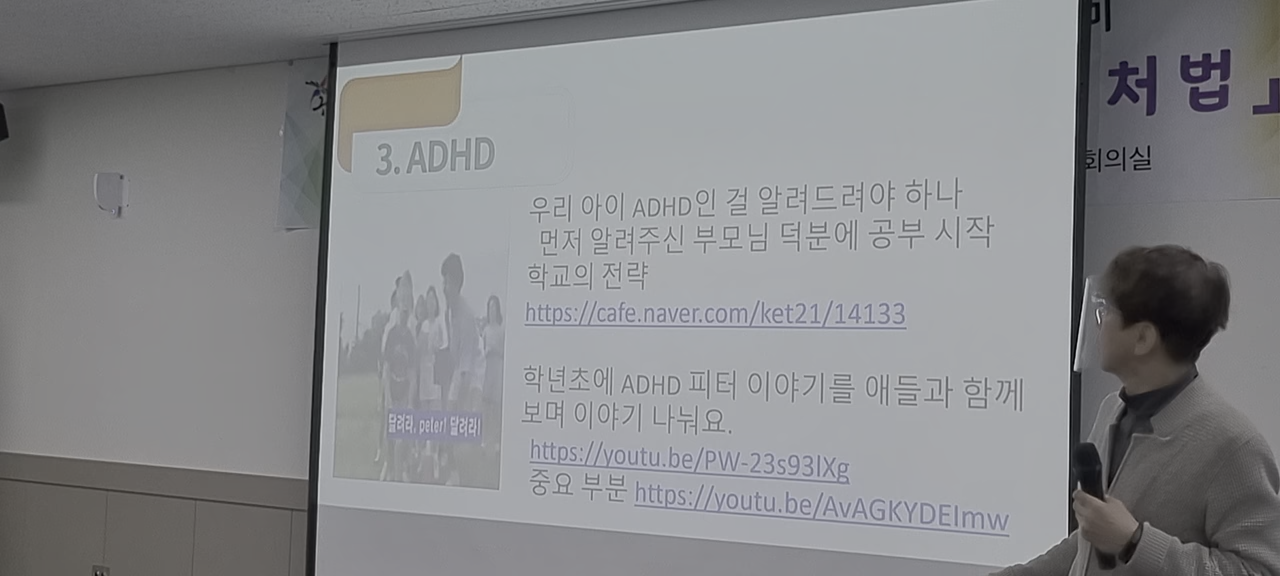 3. ADHD
우리 아이 ADHD인 걸 알려드려야 하나
먼저 알려주신 부모님 덕분에 공부 시작
학교의 전략
https://cafe.naver.com/ket21/14133
달려라, peter! 달려라!
학년초에 ADHD 피터 이야기를 애들과 함께
보며 이야기 나눠요.
https://youtu.be/PW-23s93lXg
중요 부분 https://youtu.be/AvAGKYDEImw
처법
회의실